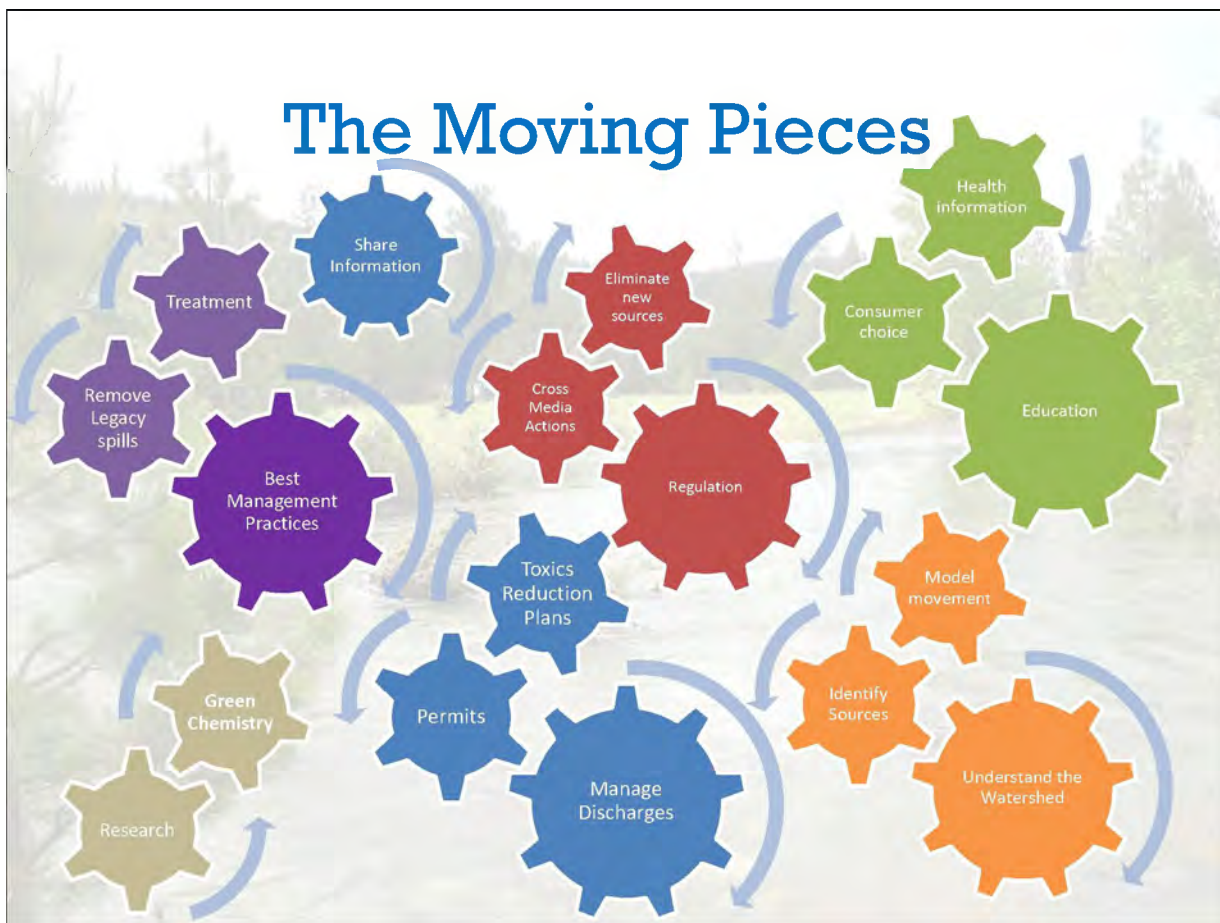 The Moving Pieces
Health
information
Share
Information
Treatment
Eliminate
new
sources
Consumer
choice
Remove
Legacy
spills
Cross
Media
Actions
Education
Best
Management
Practices
Regulation
Toxics
Reduction
Plans
Model
movement
Green
Chemistry
Permits
Identify
Sources
Research
Manage
Discharges
Understand the
Watershed